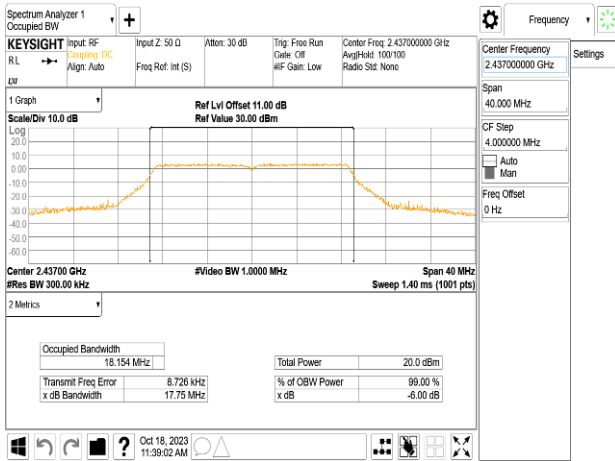 Spectrum Analyzer 1
Occupied BW
Frequency
KEYSIGHT
Input: RF
Input Z: 50 Ω
Atten: 30 dB
Trig: Free Run
Center Freq: 2.437000000 GHz
RL
Coupling: DC
Gate: Off
Avg|Hold: 100/100
Align: Auto
Freq Ref: Int (S)
#IF Gain: Low
Radio Std: None
Center Frequency
2.437000000 GHz
Settings
Span
40.000 MHz
CF Step
4.000000 MHz
Auto
Man
Freq Offset
0 Hz
1 Graph
Ref Lvl Offset 11.00 dB
Scale/Div 10.0 dB
Ref Value 30.00 dBm
Log
20.0
10.0
0.00
-10.0
-20.0
-30.0
-40.0
-50.0
-60.0
Center 2.43700 GHz
#Video BW 1.0000 MHz
Span 40 MHz
#Res BW 300.00 kHz
Sweep 1.40 ms (1001 pts)
2 Metrics
Occupied Bandwidth
18.154 MHz
Total Power
20.0 dBm
Transmit Freq Error
8.726 kHz
% of OBW Power
99.00 %
x dB Bandwidth
17.75 MHz
x dB
-6.00 dB
?
Oct 18, 2023
11:39:02 AM